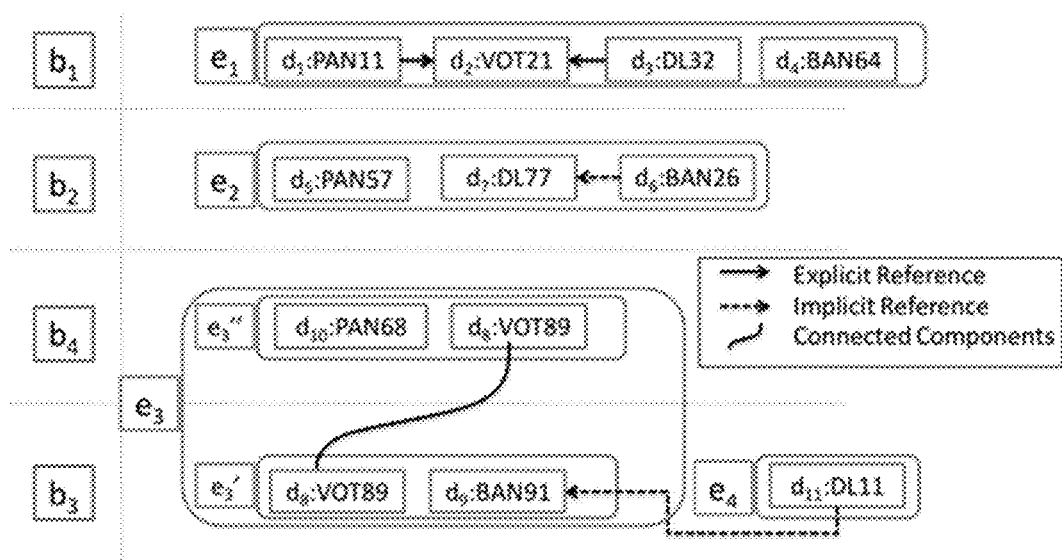 b₁ e₁ d₁:PAN11 d₂:VOT21 d₃:DL32 d₄:BAN64
b₂ e₂ d₅:PAN57 d₇:DL77 d₆:BAN26
Explicit Reference
Implicit Reference
Connected Components
b₄ e₃″ d₁₀:PAN68 d₈:VOT89
e₃
b₃ e₃′ d₈:VOT89 d₉:BAN91 e₄ d₁₁:DL11